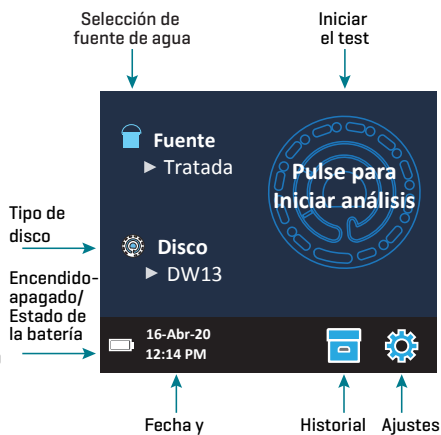 Selección de
fuente de agua
Iniciar
el test
Fuente
Tratada
Pulse para
Iniciar análisis
Tipo de
disco
Disco
DW13
Encendido-
apagado/
Estado de
la batería
16-Abr-20
12:14 PM
Fecha y
Historial
Ajustes